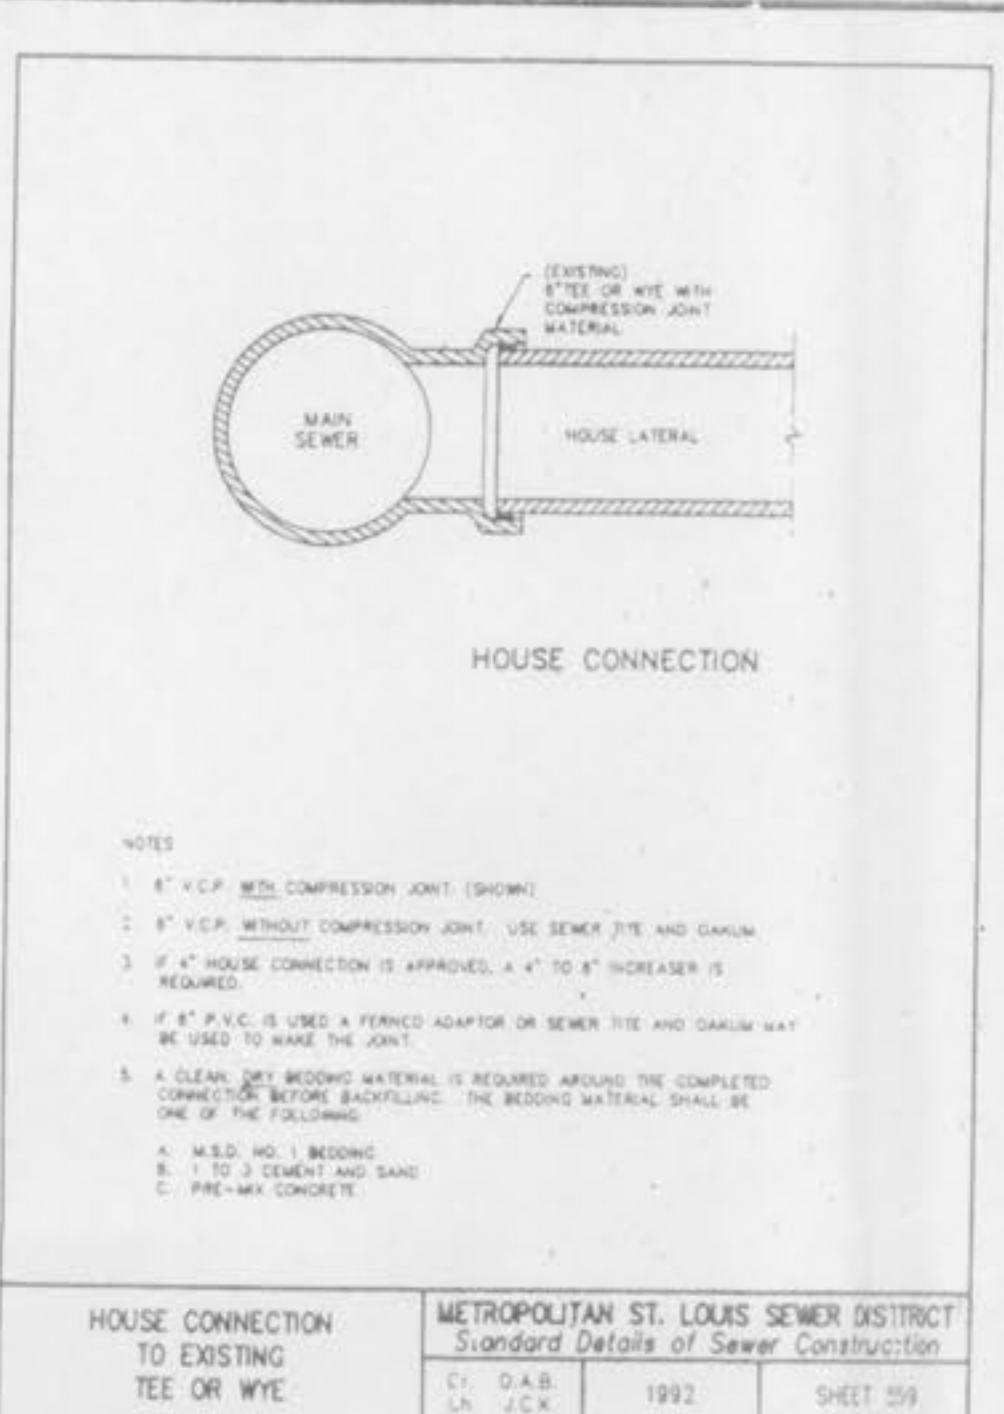 (EXISTING)
TEE OR WYE WITH
COMPRESSION JOINT
MATERIAL
MAIN
SEWER
HOUSE LATERAL
HOUSE CONNECTION
NOTES
1. V.C.P. WITH COMPRESSION JOINT. (SHOWN)
2. V.C.P. WITHOUT COMPRESSION JOINT. USE SEWER TITE AND OAKUM
3. IF 4" HOUSE CONNECTION IS APPROVED, A 4" TO INCREASER IS
REQUIRED.
4. IF P.V.C. IS USED A FERNCO ADAPTOR OR SEWER TITE AND OAKUM MAY
BE USED TO MAKE THE JOINT.
5. A CLEAN, DRY BEDDING MATERIAL IS REQUIRED AROUND THE COMPLETED
CONNECTION BEFORE BACKFILLING. THE BEDDING MATERIAL SHALL BE
ONE OF THE FOLLOWING
A. M.S.D. NO. 1 BEDDING
B. 1 TO 3 CEMENT AND SAND
C. PRE-MIX CONCRETE
HOUSE CONNECTION
TO EXISTING
TEE OR WYE
METROPOLITAN ST. LOUIS SEWER DISTRICT
Standard Details of Sewer Construction
D.A.B.
Ch. J.C.K.
1992
SHEET